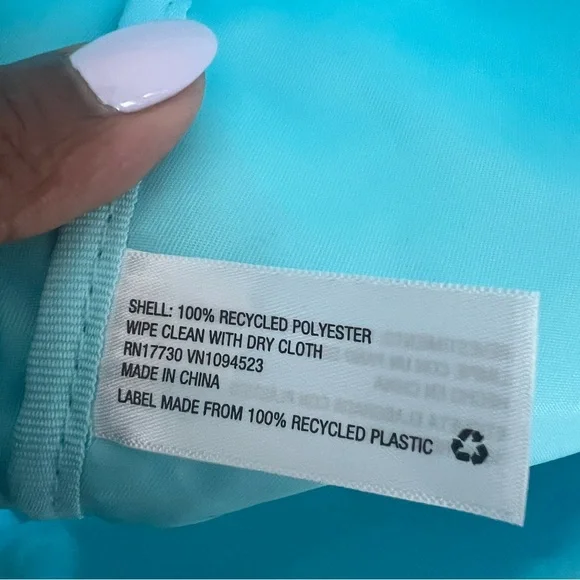 SHELL: 100% RECYCLED POLYESTER
WIPE CLEAN WITH DRY CLOTH
RN17730 VN1094523
MADE IN CHINA
LABEL MADE FROM 100% RECYCLED PLASTIC